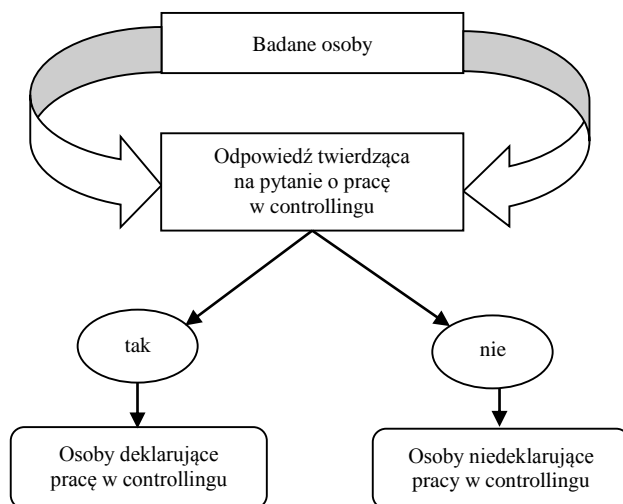 Badane osoby
Odpowiedź twierdząca
na pytanie o pracę
w controllingu
tak
nie
Osoby deklarujące
pracę w controllingu
Osoby niedeklarujące
pracy w controllingu